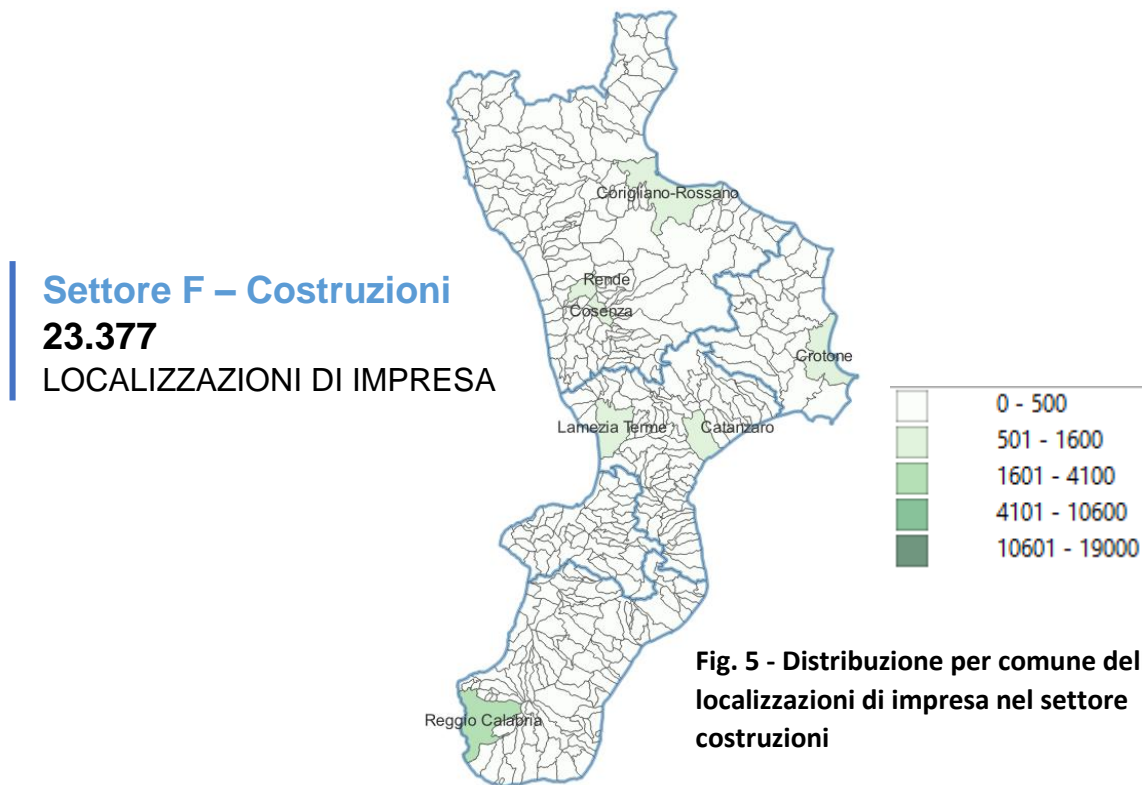 Corigliano-Rossano
Settore F – Costruzioni
23.377
LOCALIZZAZIONI DI IMPRESA
Rende
Cosenza
Crotone
Lamezia Terme
Catanzaro
Reggio Calabria
0 - 500
501 - 1600
1601 - 4100
4101 - 10600
10601 - 19000
Fig. 5 - Distribuzione per comune del
localizzazioni di impresa nel settore
costruzioni